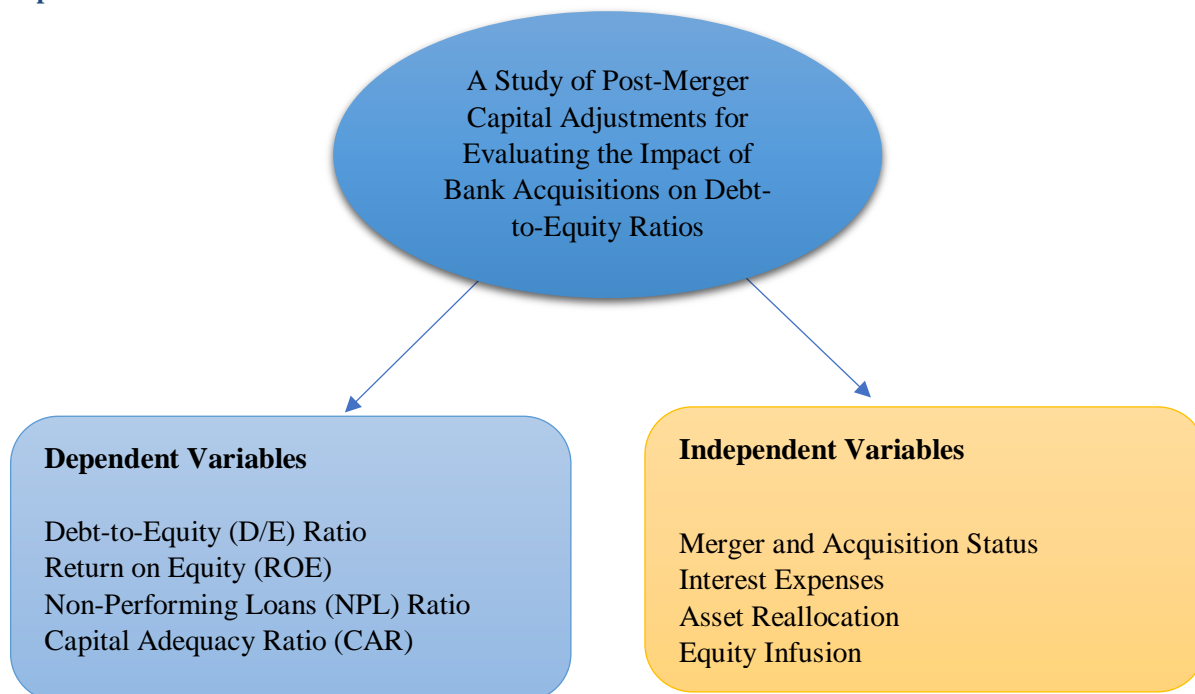 A Study of Post-Merger
Capital Adjustments for
Evaluating the Impact of
Bank Acquisitions on Debt-
to-Equity Ratios
Dependent Variables
Debt-to-Equity (D/E) Ratio
Return on Equity (ROE)
Non-Performing Loans (NPL) Ratio
Capital Adequacy Ratio (CAR)
Independent Variables
Merger and Acquisition Status
Interest Expenses
Asset Reallocation
Equity Infusion